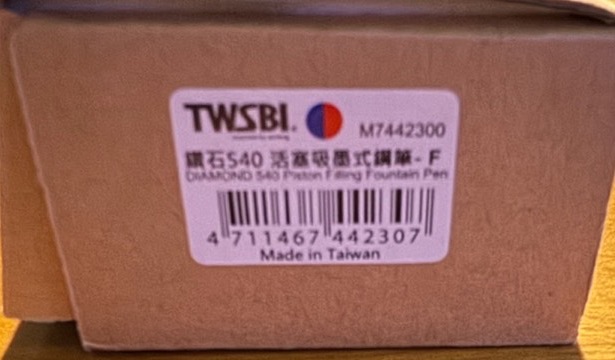 TWSBI.
M7442300
鑽石540 活塞吸墨式鋼筆- F
DIAMOND 540 Piston Filling Fountain Pen
4 711467 442307
Made in Taiwan